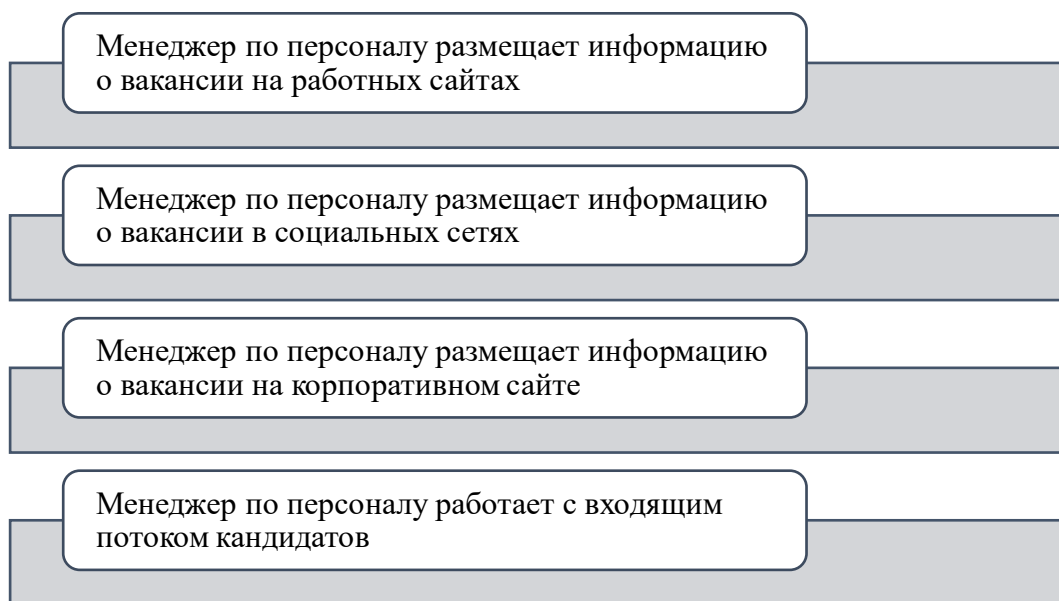 Менеджер по персоналу размещает информацию
о вакансии на работных сайтах
Менеджер по персоналу размещает информацию
о вакансии в социальных сетях
Менеджер по персоналу размещает информацию
о вакансии на корпоративном сайте
Менеджер по персоналу работает с входящим
потоком кандидатов